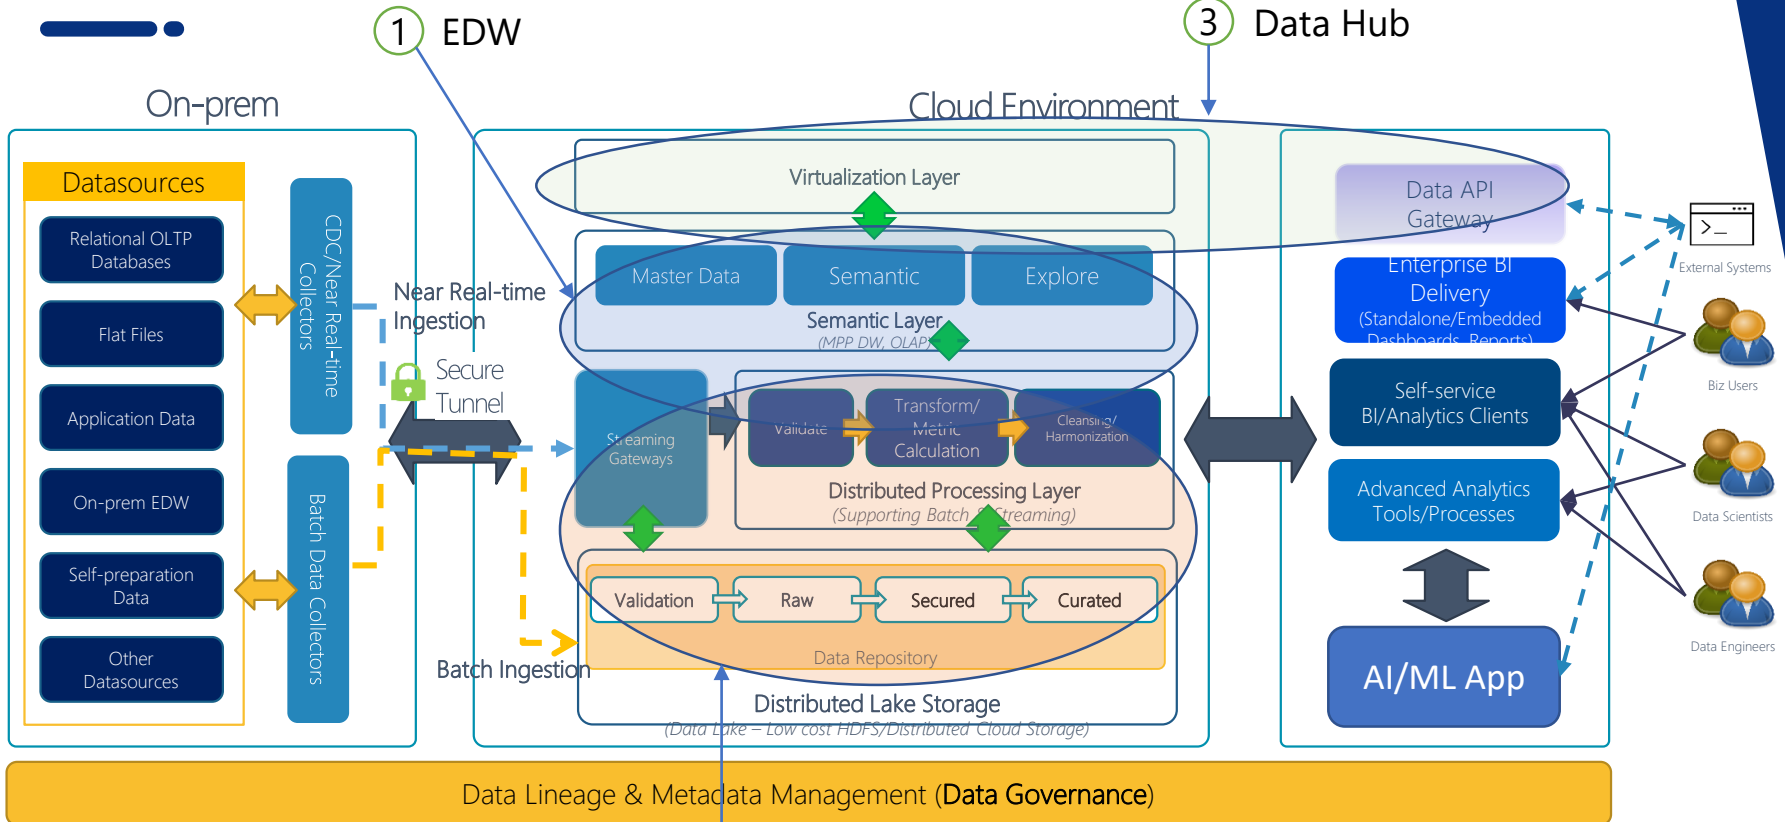 1 EDW
3 Data Hub
On-prem
Cloud Environment
Datasources
Relational OLTP
Databases
Flat Files
Application Data
On-prem EDW
Self-preparation
Data
Other
Datasources
CDC/Near Real-time
Collectors
Batch Data Collectors
Near Real-time
Ingestion
Secure
Tunnel
Batch Ingestion
Virtualization Layer
Master Data
Semantic
Explore
Semantic Layer
(MPP DW, OLAP)
Streaming
Gateways
Validate
Transform/
Metric
Calculation
Cleansing/
Harmonization
Distributed Processing Layer
(Supporting Batch & Streaming)
Validation
Raw
Secured
Curated
Data Repository
Distributed Lake Storage
(Data Lake – Low cost HDFS/Distributed Cloud Storage)
Data API
Gateway
Enterprise BI
Delivery
(Standalone/Embedded
Dashboards, Reports)
Self-service
BI/Analytics Clients
Advanced Analytics
Tools/Processes
AI/ML App
>_
External Systems
Biz Users
Data Scientists
Data Engineers
Data Lineage & Metadata Management (Data Governance)